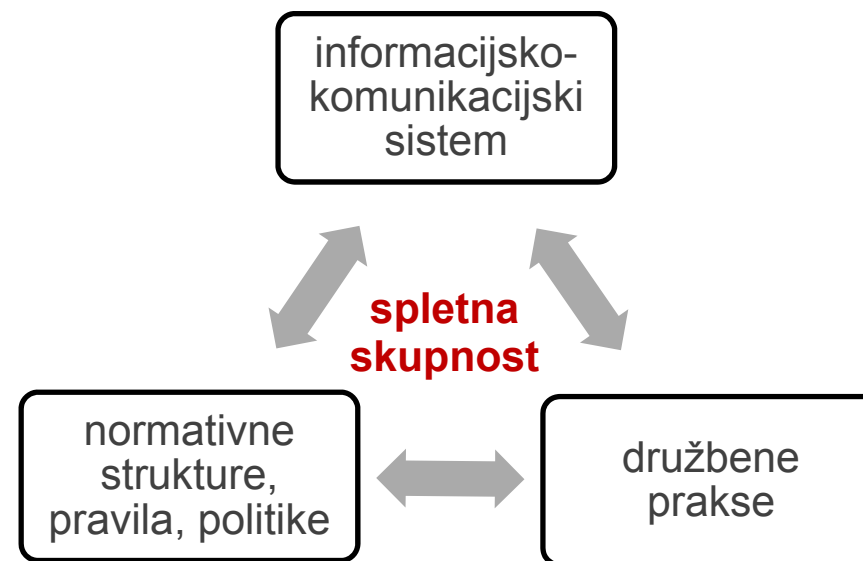 informacijsko-
komunikacijski
sistem
spletna
skupnost
normativne
strukture,
pravila, politike
družbene
prakse